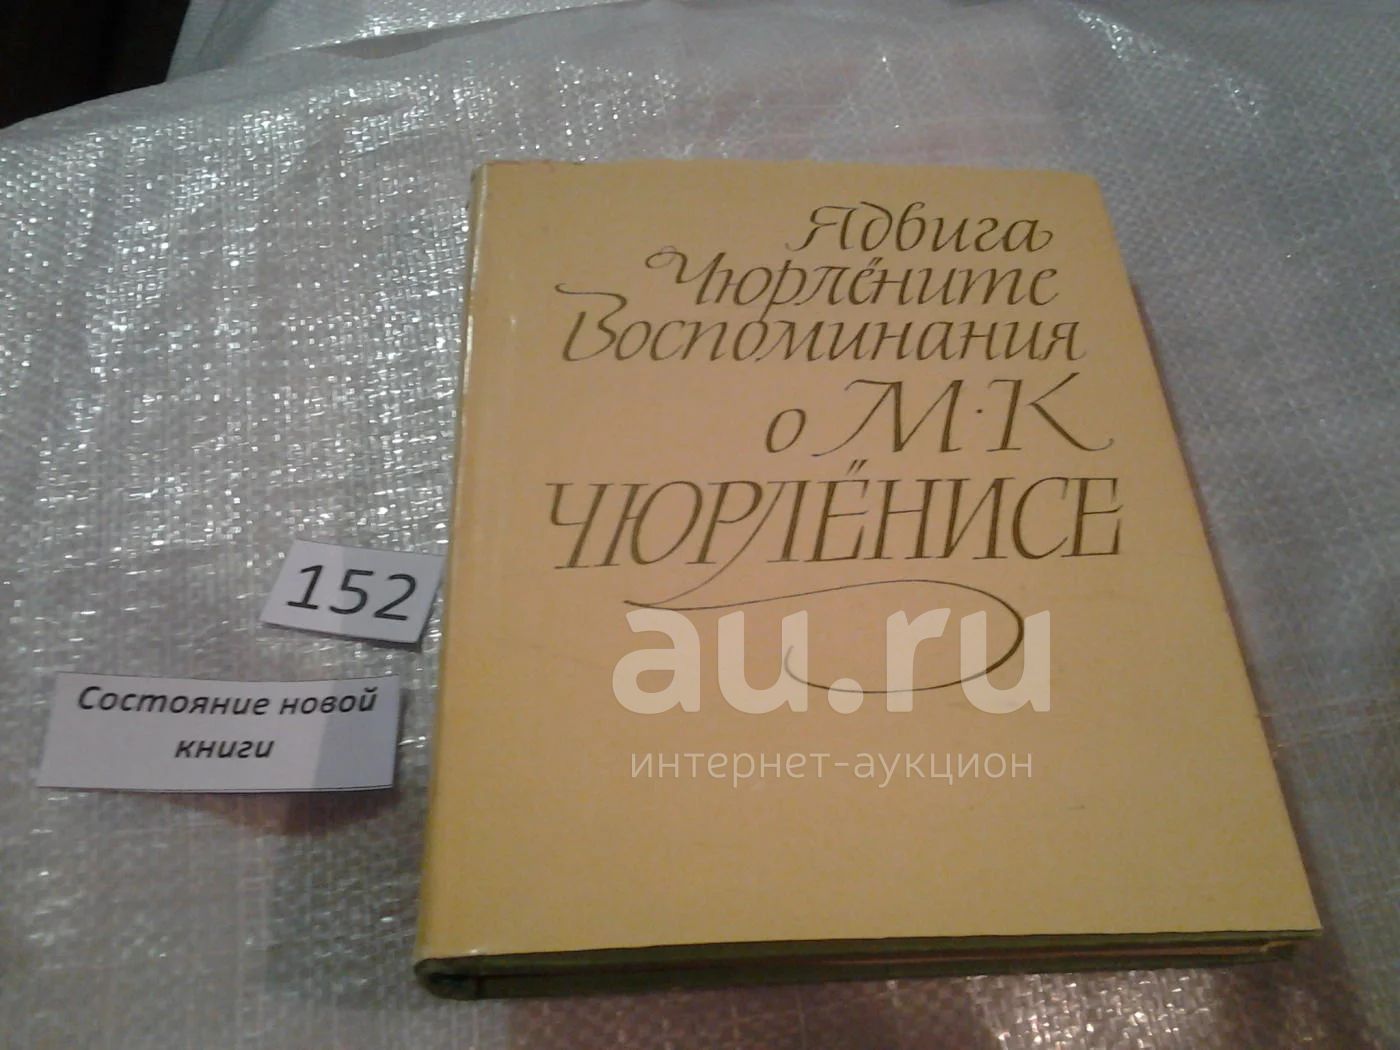 Ядвига
Чюрлёните
Воспоминания
о М·К
ЧЮРЛЁНИСЕ
152
Состояние новой
книги
au.ru
интернет-аукцион